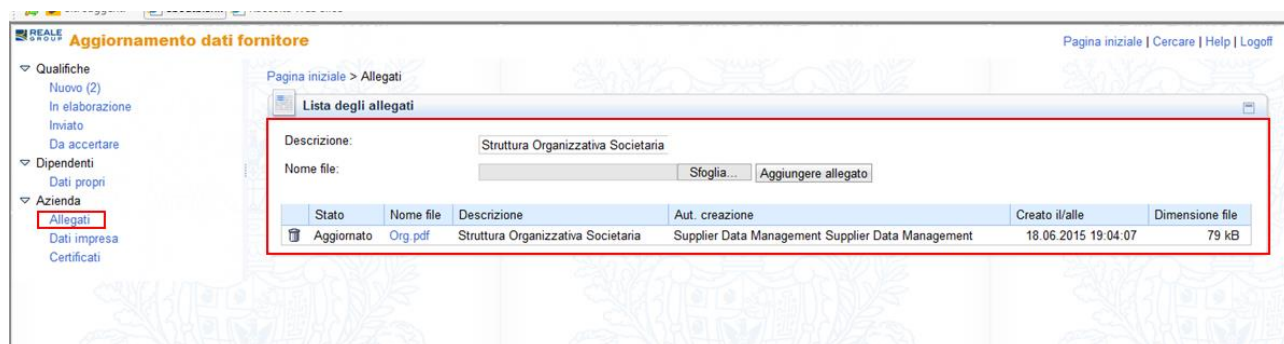 REALE GROUP Aggiornamento dati fornitore
Pagina iniziale | Cercare | Help | Logoff
Qualifiche
Nuovo (2)
In elaborazione
Inviato
Da accertare
Dipendenti
Dati propri
Azienda
Allegati
Dati impresa
Certificati
Pagina iniziale > Allegati
Lista degli allegati
Descrizione: Struttura Organizzativa Societaria
Nome file: Sfoglia... Aggiungere allegato
Stato Nome file Descrizione Aut. creazione Creato il/alle Dimensione file
Aggiornato Org.pdf Struttura Organizzativa Societaria Supplier Data Management Supplier Data Management 18.06.2015 19:04:07 79 kB